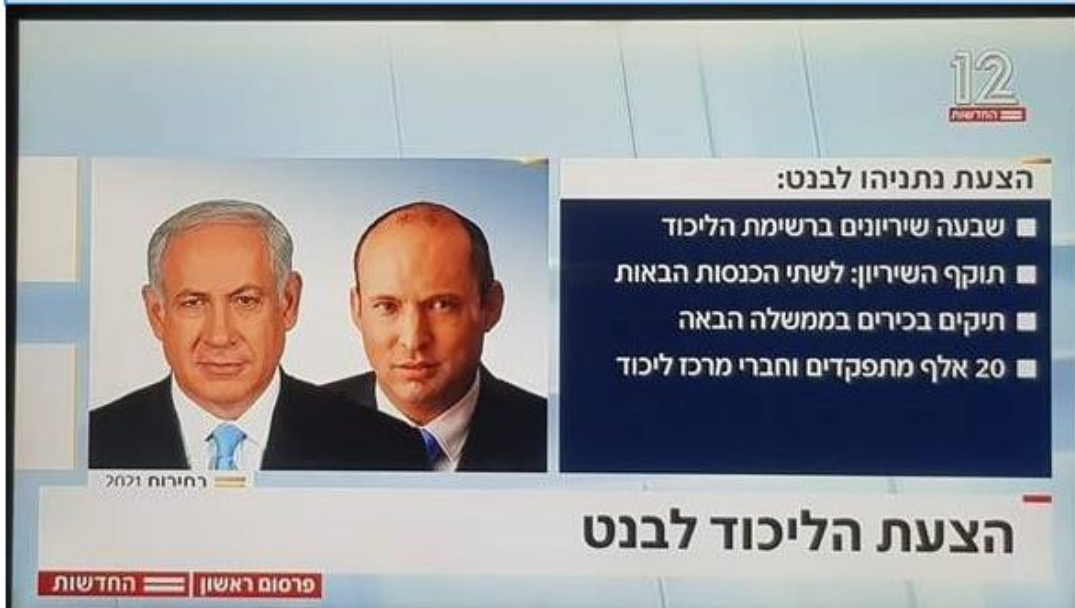 12
החדשות
הצעת נתניהו לבנט:
שבעה שיריונים ברשימת הליכוד
תוקף השיריון: לשתי הכנסות הבאות
תיקים בכירים בממשלה הבאה
20 אלף מתפקדים וחברי מרכז ליכוד
בחירות 2021
הצעת הליכוד לבנט
פרסום ראשון | החדשות